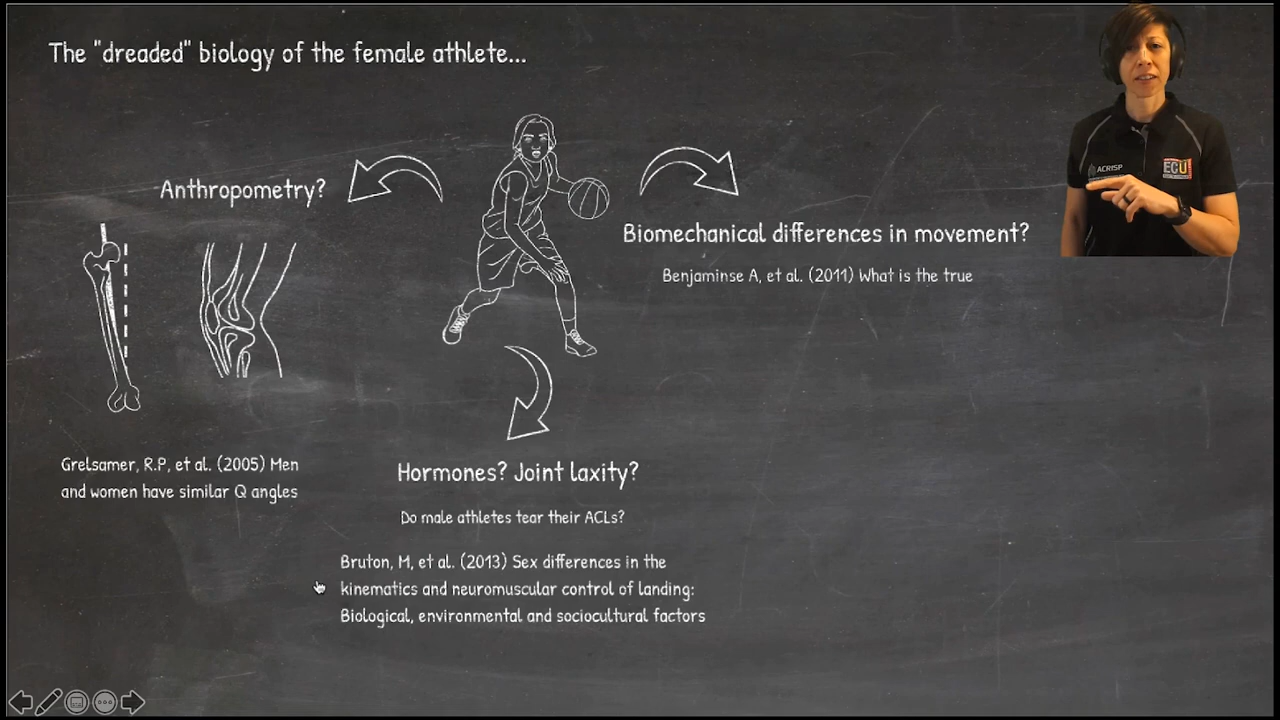 The "dreaded" biology of the female athlete...
Anthropometry?
Biomechanical differences in movement?
Benjaminse A, et al. (2011) What is the true
Grelsamer, R.P, et al. (2005) Men
and women have similar Q angles
Hormones? Joint laxity?
Do male athletes tear their ACLs?
Bruton, M, et al. (2013) Sex differences in the
kinematics and neuromuscular control of landing:
Biological, environmental and sociocultural factors
ACRISP
ECU